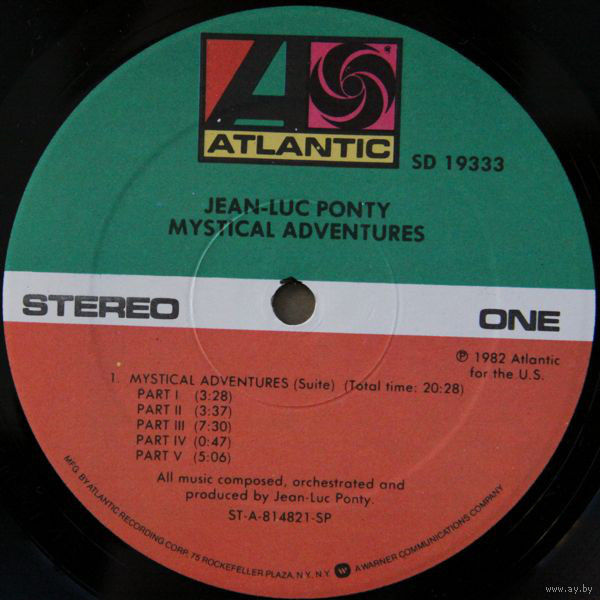 ATLANTIC
SD 19333
JEAN-LUC PONTY
MYSTICAL ADVENTURES
STEREO
ONE
℗ 1982 Atlantic
for the U.S.
1. MYSTICAL ADVENTURES (Suite) (Total time: 20:28)
PART I (3:28)
PART II (3:37)
PART III (7:30)
PART IV (0:47)
PART V (5:06)
All music composed, orchestrated and
produced by Jean-Luc Ponty.
ST-A-814821-SP
MFG. BY ATLANTIC RECORDING CORP. 75 ROCKEFELLER PLAZA, N.Y., N.Y. A WARNER COMMUNICATIONS COMPANY
www.ay.by